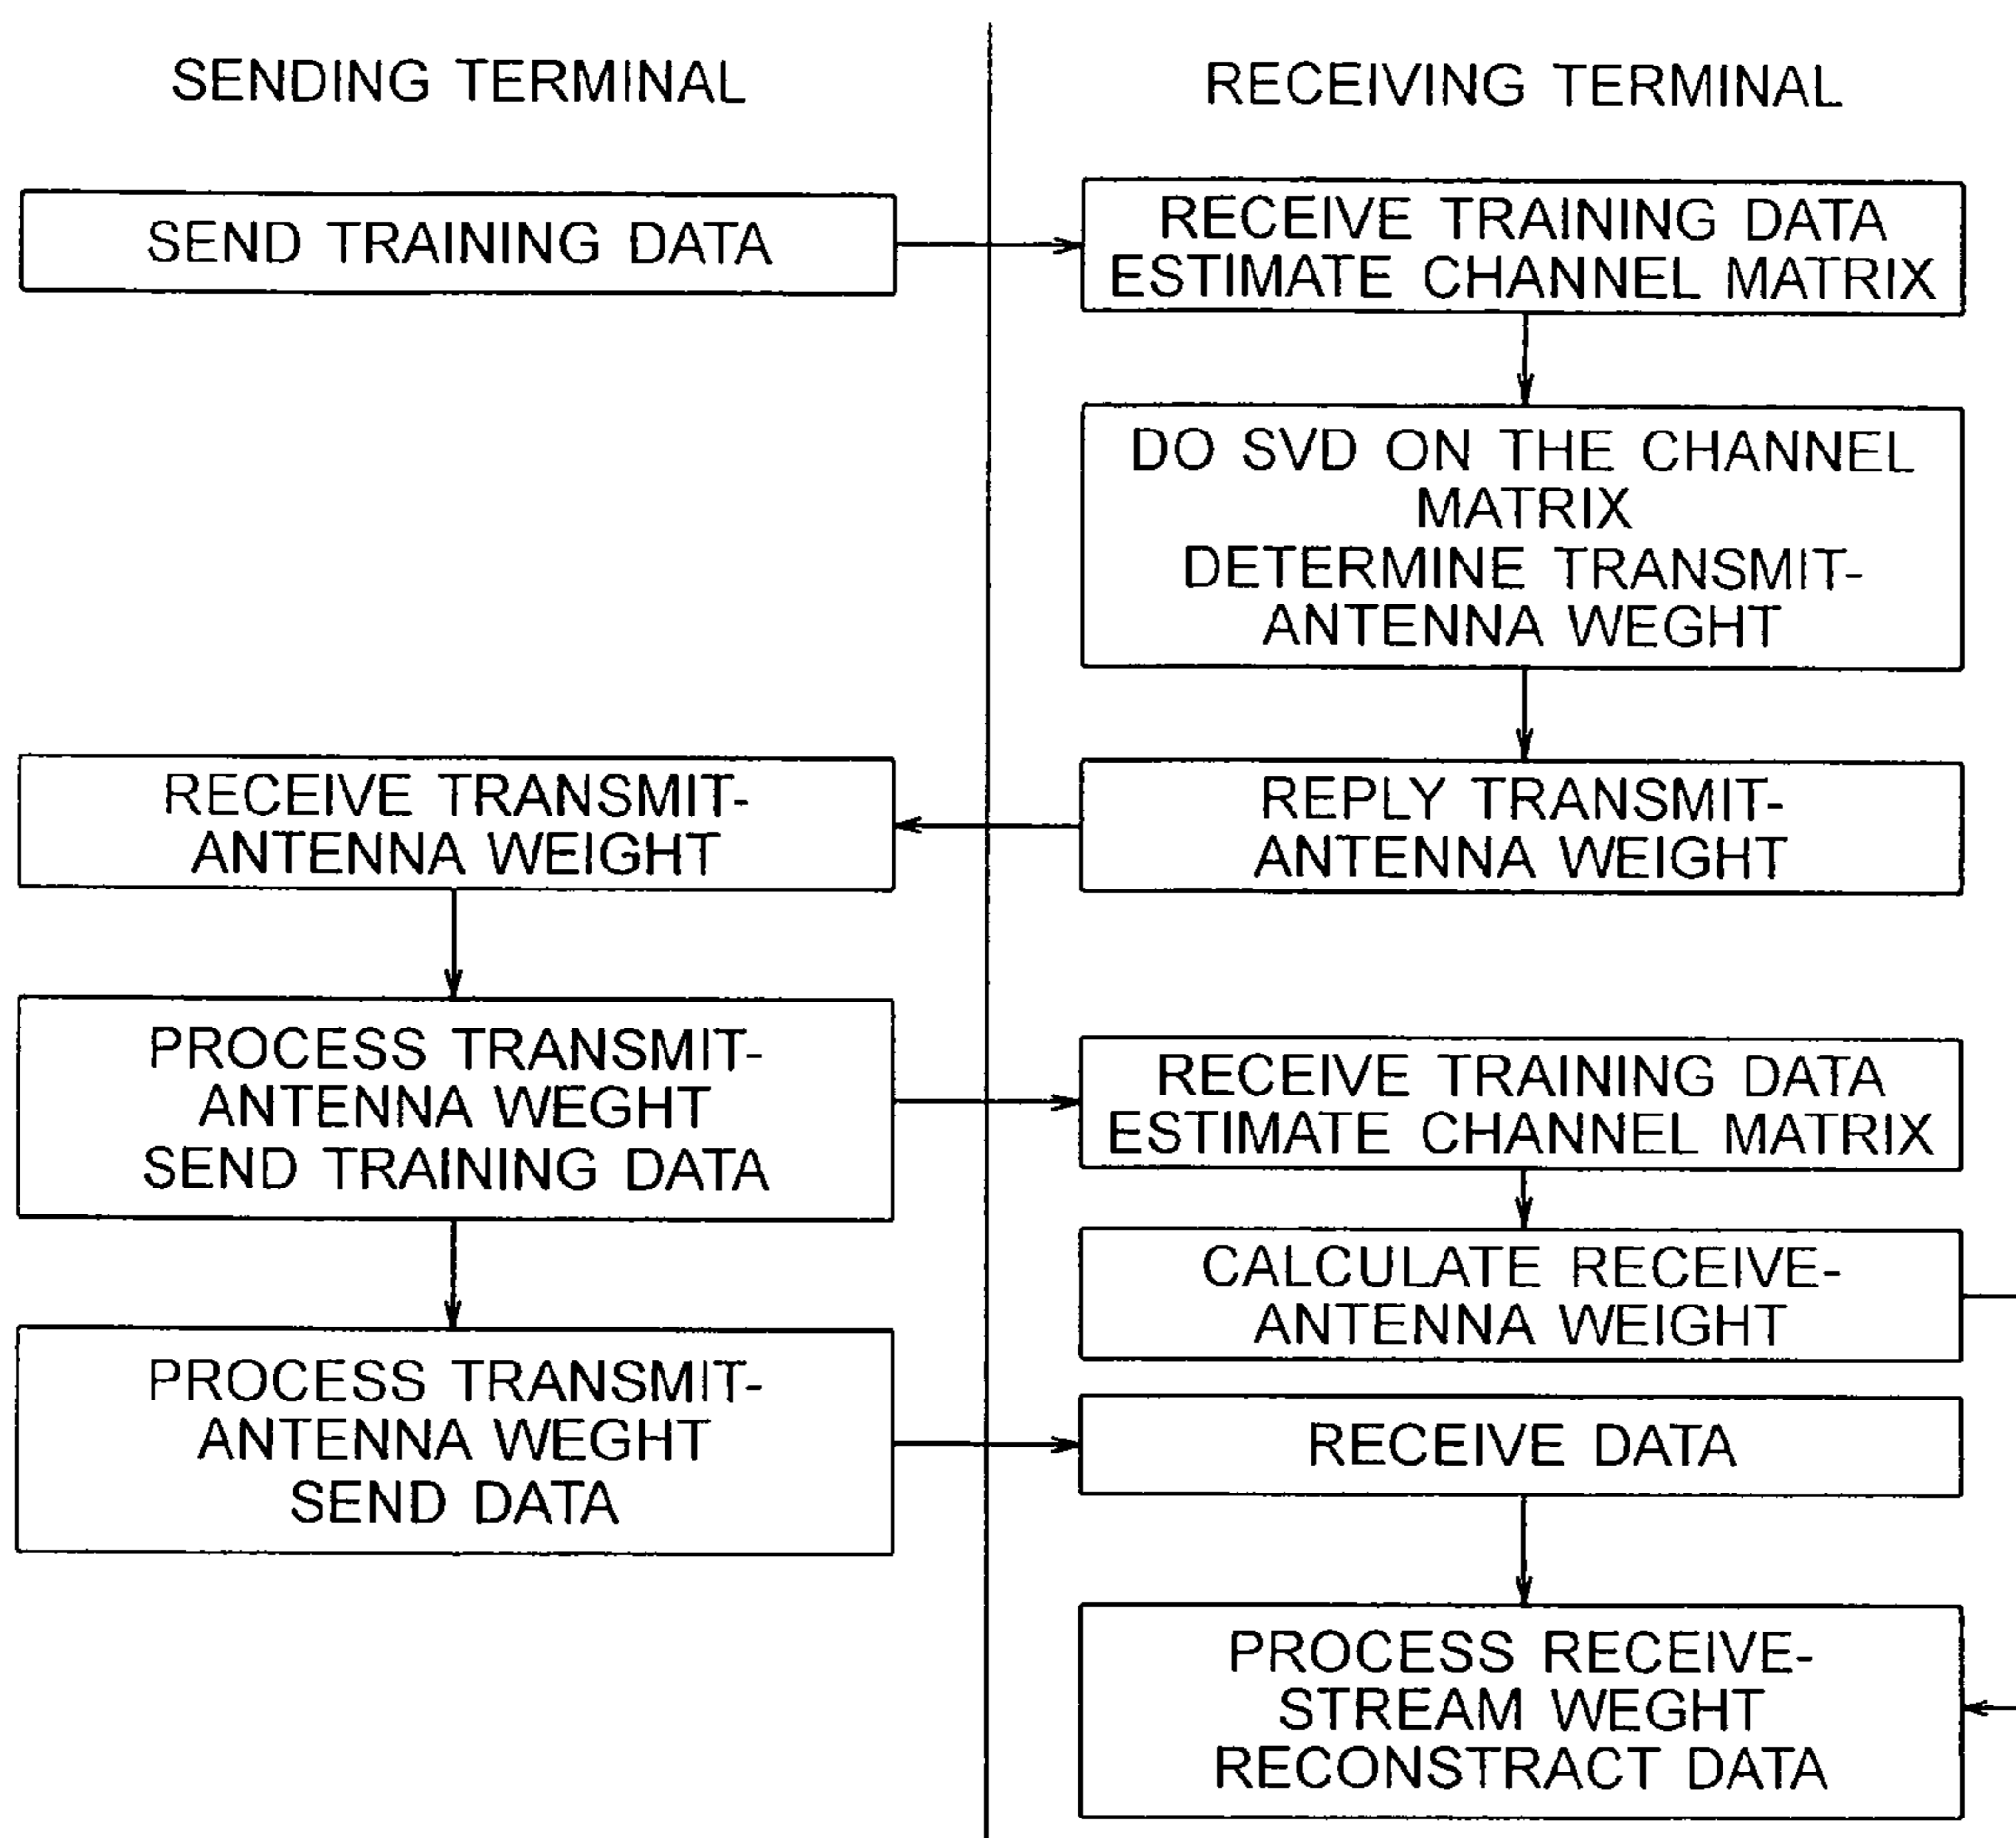 SENDING TERMINAL
RECEIVING TERMINAL
SEND TRAINING DATA
RECEIVE TRAINING DATA
ESTIMATE CHANNEL MATRIX
DO SVD ON THE CHANNEL
MATRIX
DETERMINE TRANSMIT-
ANTENNA WEGHT
RECEIVE TRANSMIT-
ANTENNA WEIGHT
REPLY TRANSMIT-
ANTENNA WEIGHT
PROCESS TRANSMIT-
ANTENNA WEGHT
SEND TRAINING DATA
RECEIVE TRAINING DATA
ESTIMATE CHANNEL MATRIX
CALCULATE RECEIVE-
ANTENNA WEIGHT
PROCESS TRANSMIT-
ANTENNA WEGHT
SEND DATA
RECEIVE DATA
PROCESS RECEIVE-
STREAM WEGHT
RECONSTRACT DATA